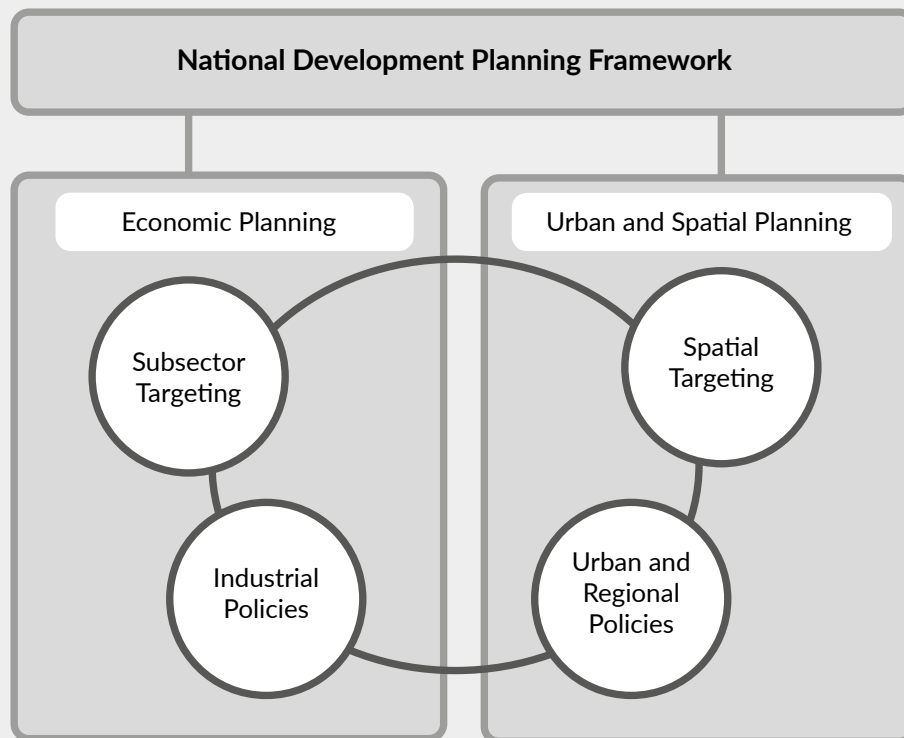 National Development Planning Framework
Economic Planning
Urban and Spatial Planning
Subsector
Targeting
Spatial
Targeting
Industrial
Policies
Urban and
Regional
Policies